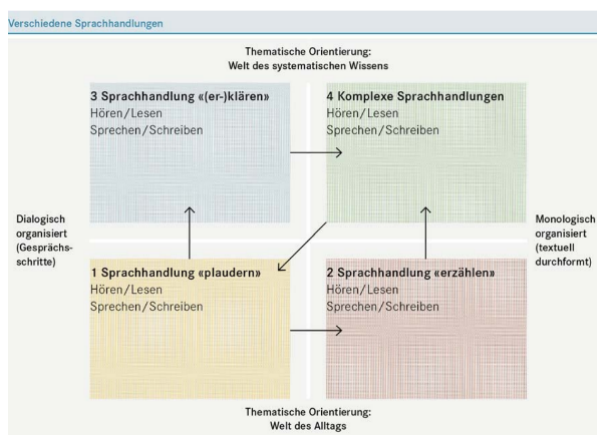 Verschiedene Sprachhandlungen
Thematische Orientierung:
Welt des systematischen Wissens
3 Sprachhandlung «(er-)klären»
Hören/Lesen
Sprechen/Schreiben
4 Komplexe Sprachhandlungen
Hören/Lesen
Sprechen/Schreiben
Dialogisch
organisiert
(Gesprächs-
schritte)
Monologisch
organisiert
(textuell
durchformt)
1 Sprachhandlung «plaudern»
Hören/Lesen
Sprechen/Schreiben
2 Sprachhandlung «erzählen»
Hören/Lesen
Sprechen/Schreiben
Thematische Orientierung:
Welt des Alltags